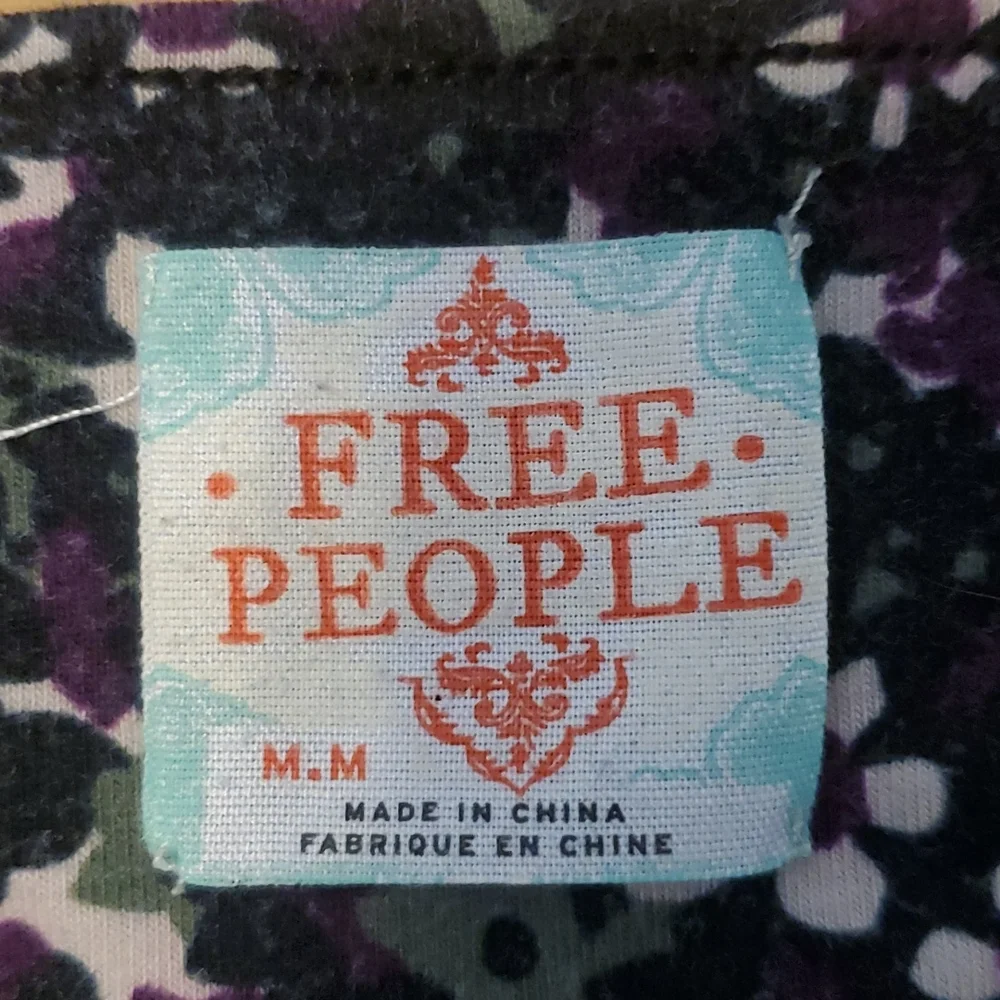 • FREE •
PEOPLE
M.M
MADE IN CHINA
FABRIQUE EN CHINE